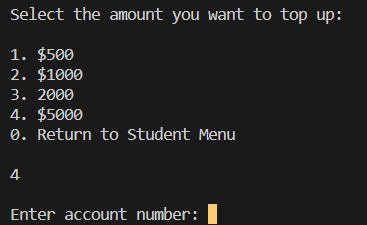 Select the amount you want to top up:
1. $500
2. $1000
3. 2000
4. $5000
0. Return to Student Menu
4
Enter account number: